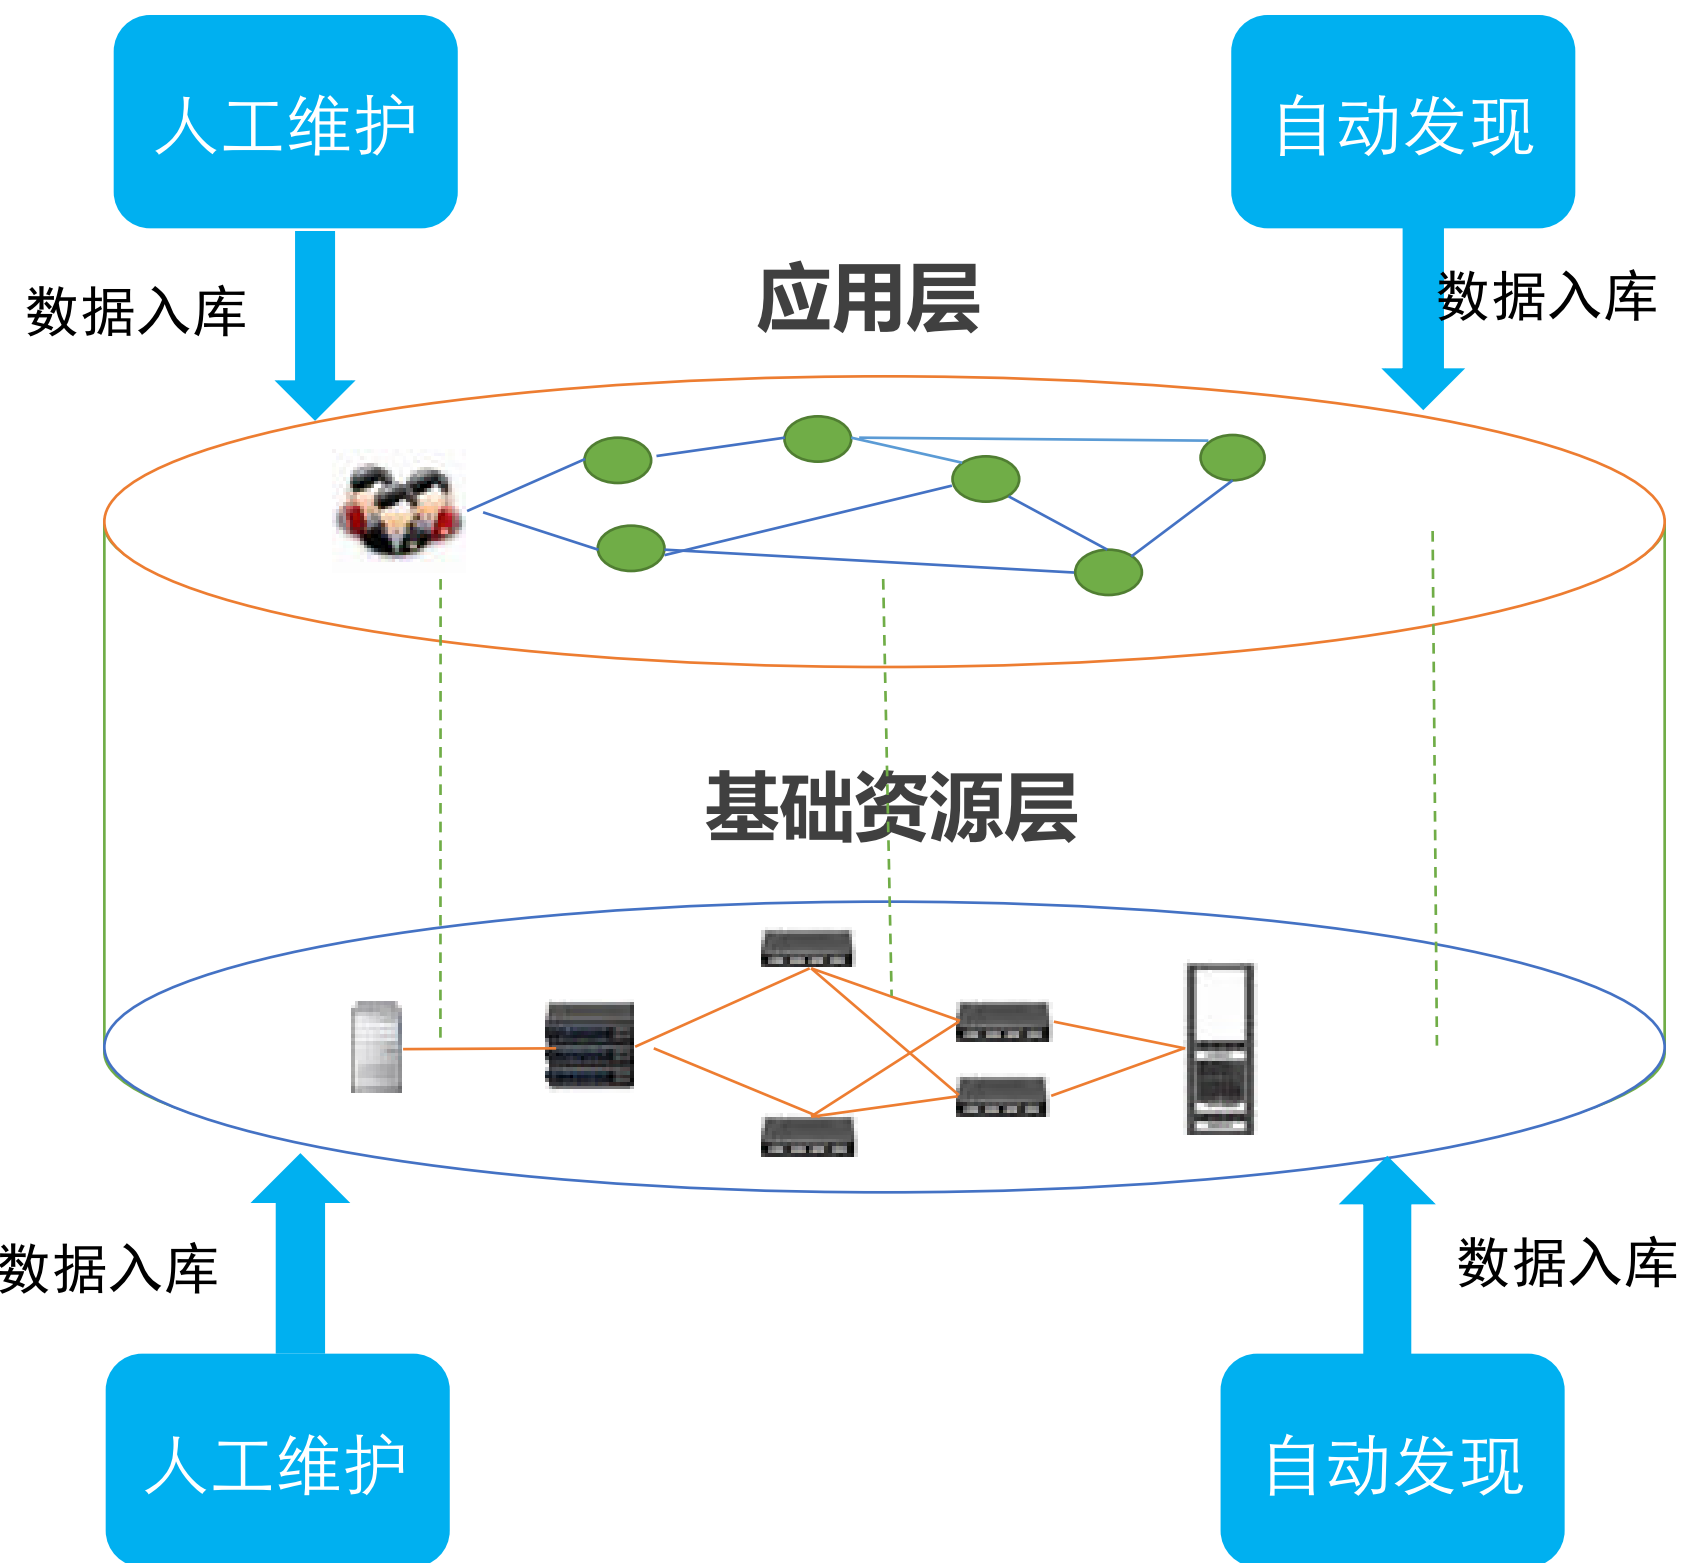 人工维护
自动发现
数据入库
数据入库
应用层
基础资源层
数据入库
数据入库
人工维护
自动发现